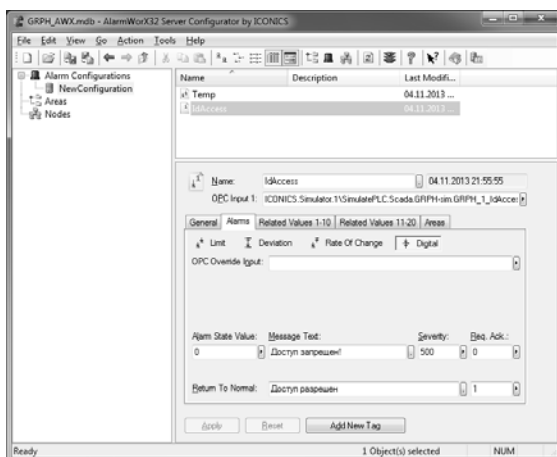 GRPH_AWX.mdb - AlarmWorX32 Server Configurator by ICONICS
File Edit View Go Action Tools Help
Alarm Configurations
NewConfiguration
Areas
Nodes
Name Description Last Modifi...
Temp 04.11.2013 ...
IdAccess 04.11.2013 ...
Name: IdAccess 04.11.2013 21:55:55
OPC Input 1: ICONICS.Simulator.1\SimulatePLC.Scada.GRPH-sim.GRPH_1_IdAcce:
General Alarms Related Values 1-10 Related Values 11-20 Areas
Limit Deviation Rate Of Change Digital
OPC Override Input:
Alarm State Value: Message Text: Severity: Req. Ack.:
0 Доступ запрещен! 500 0
Return To Normal: Доступ разрешен 1
Apply Reset Add New Tag
Ready 1 Object(s) selected NUM